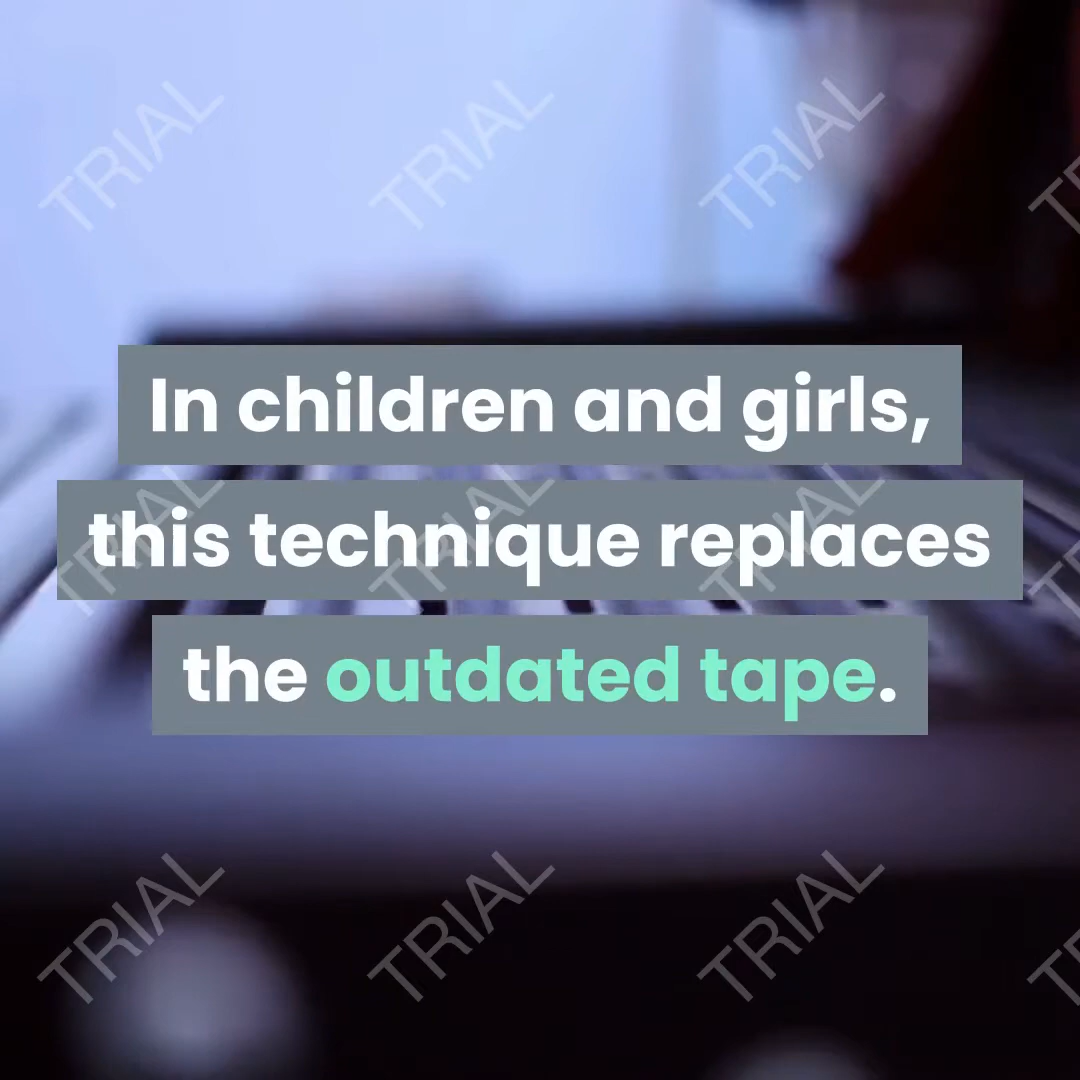 TRIAL TRIAL TRIAL
In children and girls,
this technique replaces
the outdated tape.
TRIAL TRIAL TRIAL
TRIAL TRIAL TRIAL